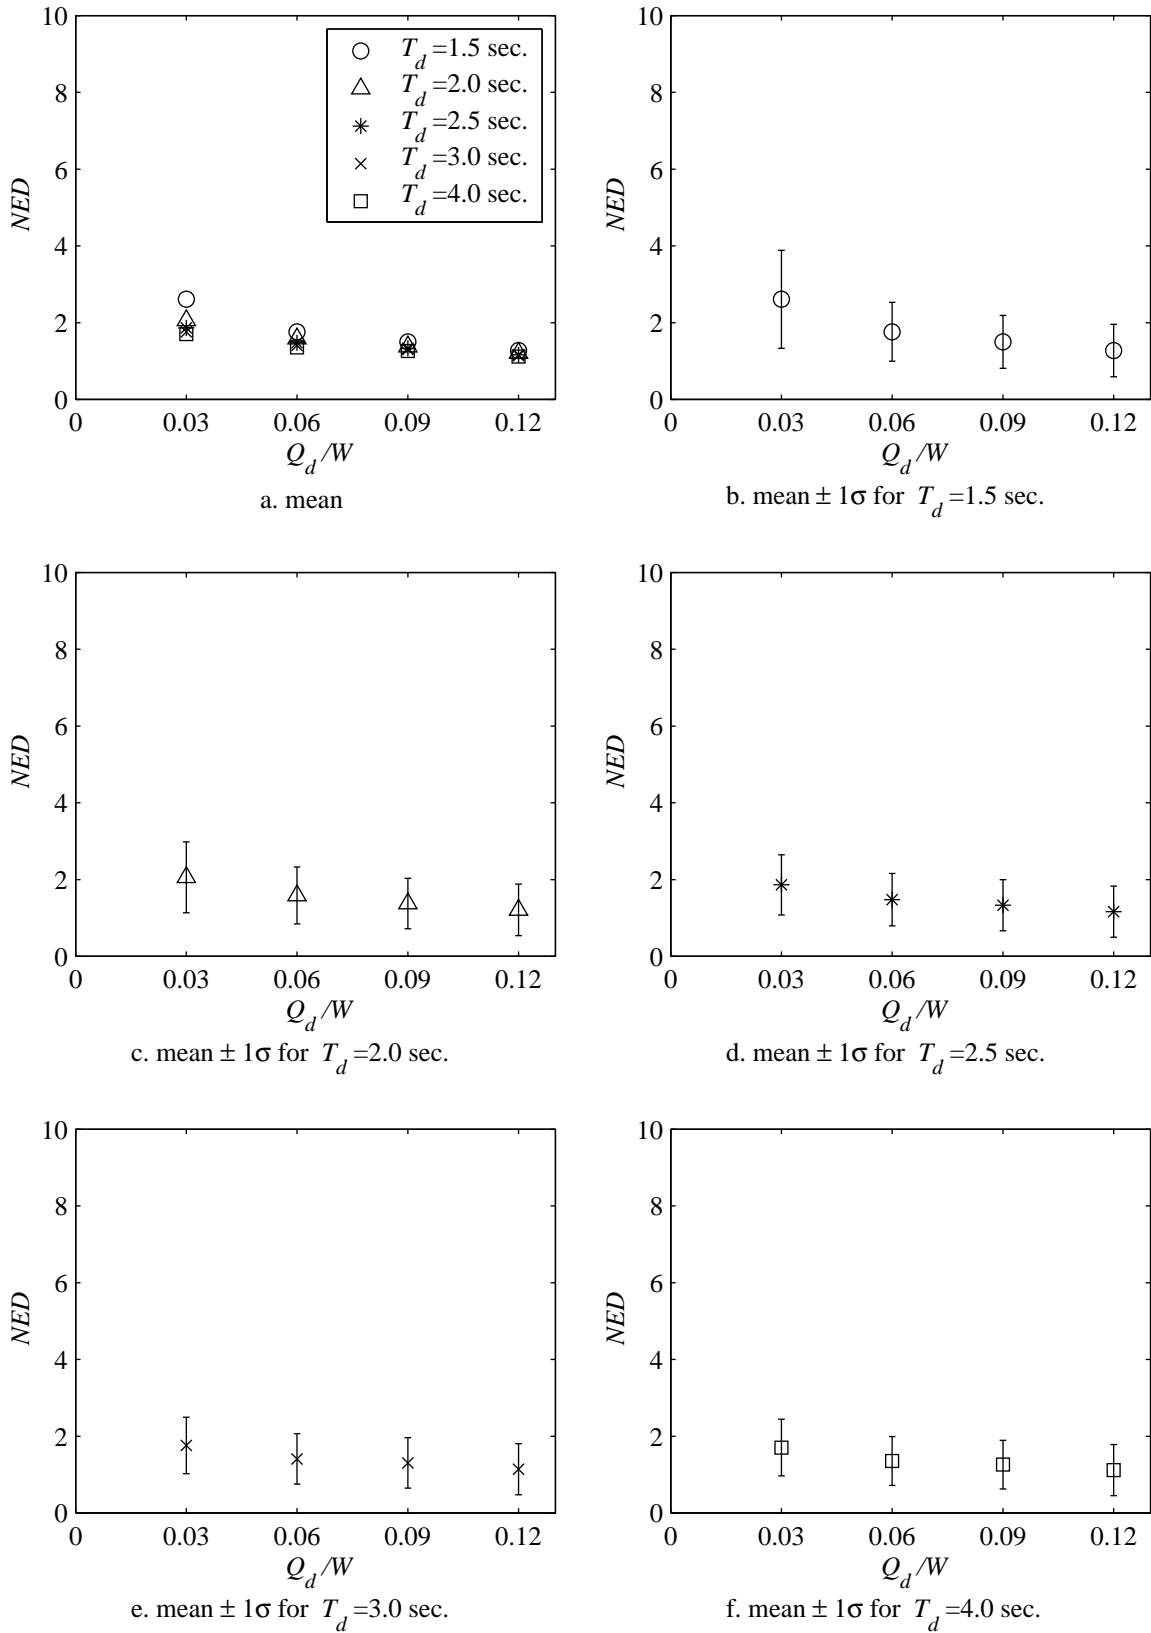 10
8
6
4
2
0
NED
0 0.03 0.06 0.09 0.12
Q_d/W
T_d=1.5 sec.
T_d=2.0 sec.
T_d=2.5 sec.
T_d=3.0 sec.
T_d=4.0 sec.
a. mean
10
8
6
4
2
0
NED
0 0.03 0.06 0.09 0.12
Q_d/W
b. mean ± 1σ for T_d=1.5 sec.
10
8
6
4
2
0
NED
0 0.03 0.06 0.09 0.12
Q_d/W
c. mean ± 1σ for T_d=2.0 sec.
10
8
6
4
2
0
NED
0 0.03 0.06 0.09 0.12
Q_d/W
d. mean ± 1σ for T_d=2.5 sec.
10
8
6
4
2
0
NED
0 0.03 0.06 0.09 0.12
Q_d/W
e. mean ± 1σ for T_d=3.0 sec.
10
8
6
4
2
0
NED
0 0.03 0.06 0.09 0.12
Q_d/W
f. mean ± 1σ for T_d=4.0 sec.